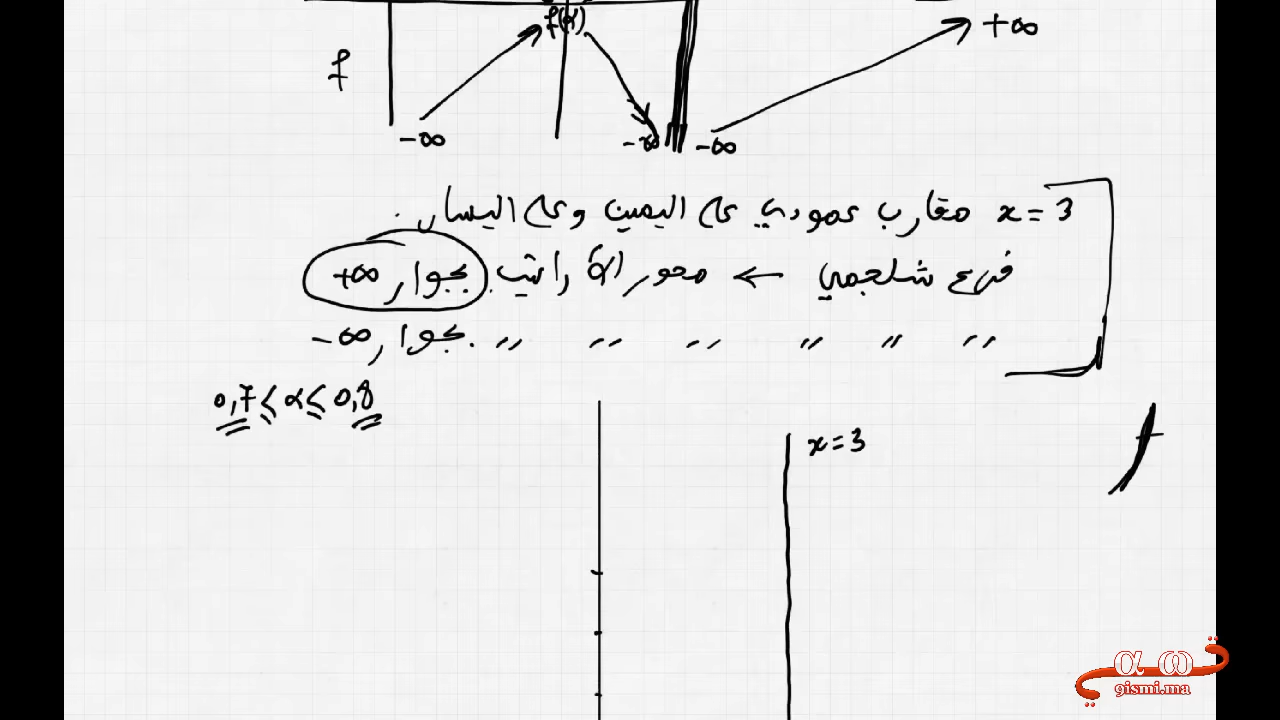 f(α) +∞
f
-∞ -∞ -∞
x = 3 مقارب عمودي على اليمين وعلى اليسار.
فرع شلجمي ← محور الأراتيب بجوار +∞
〃 〃 〃 〃 〃 〃 بجوار -∞
0,7 ⩽ α ⩽ 0,8
x = 3
α ω
9ismi.ma